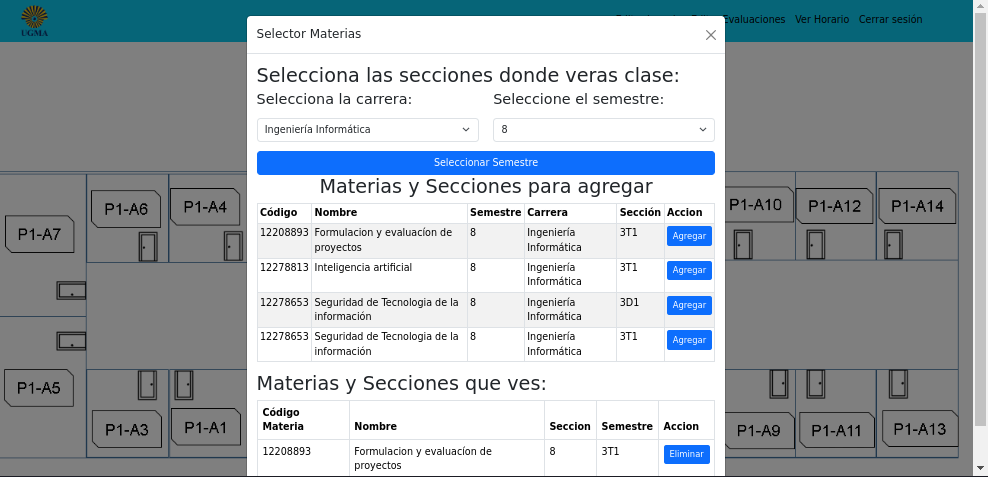 UGMA
Evaluaciones Ver Horario Cerrar sesión
Selector Materias
Selecciona las secciones donde veras clase:
Selecciona la carrera: Seleccione el semestre:
Ingeniería Informática 8
Seleccionar Semestre
Materias y Secciones para agregar
Código Nombre Semestre Carrera Sección Accion
12208893 Formulacion y evaluacíon de proyectos 8 Ingeniería Informática 3T1 Agregar
12278813 Inteligencia artificial 8 Ingeniería Informática 3T1 Agregar
12278653 Seguridad de Tecnologia de la información 8 Ingeniería Informática 3D1 Agregar
12278653 Seguridad de Tecnologia de la información 8 Ingeniería Informática 3T1 Agregar
Materias y Secciones que ves:
Código Materia Nombre Seccion Semestre Accion
12208893 Formulacion y evaluacíon de proyectos 8 3T1 Eliminar
P1-A7
P1-A6
P1-A4
P1-A10
P1-A12
P1-A14
P1-A5
P1-A3
P1-A1
P1-A9
P1-A11
P1-A13